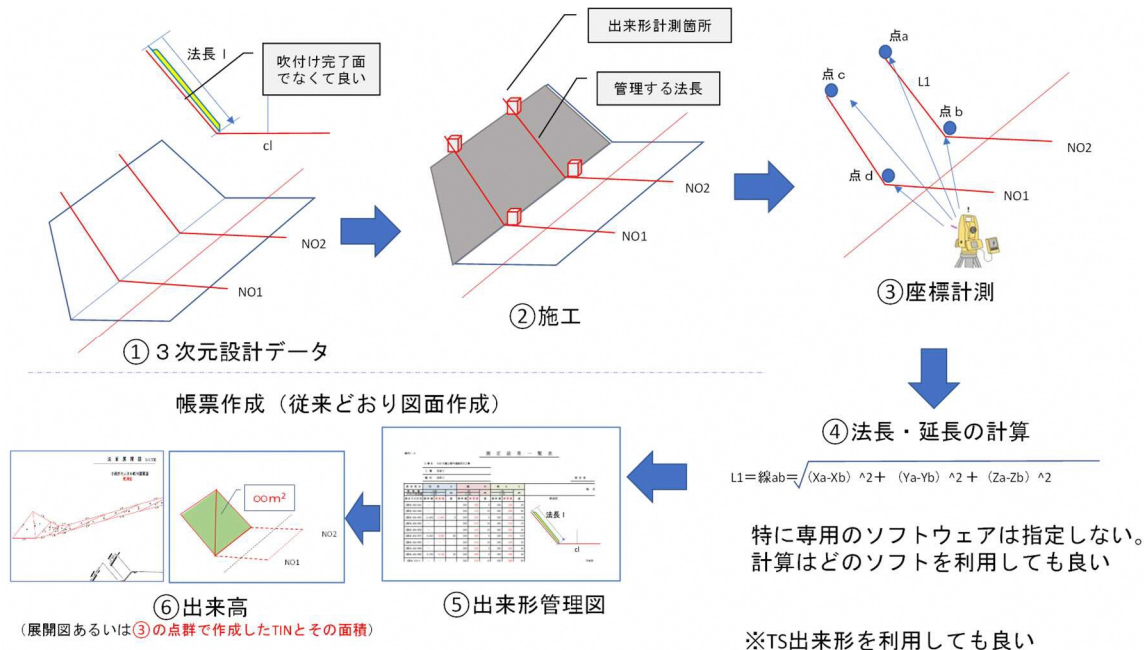 法長 l
吹付け完了面
でなくて良い
cl
NO2
NO1
①３次元設計データ
出来形計測箇所
管理する法長
NO2
NO1
②施工
点a
点ｃ
L1
点ｂ
点ｄ
NO2
NO1
③座標計測
④法長・延長の計算
L1＝線ab＝√（Xa-Xb）^2＋（Ya-Yb）^2 ＋（Za-Zb）^2
特に専用のソフトウェアは指定しない。
計算はどのソフトを利用しても良い
※TS出来形を利用しても良い
帳票作成（従来どおり図面作成）
測定結果一覧表
法長 l
cl
⑤出来形管理図
○○m²
NO2
NO1
⑥出来高
（展開図あるいは③の点群で作成したTINとその面積）